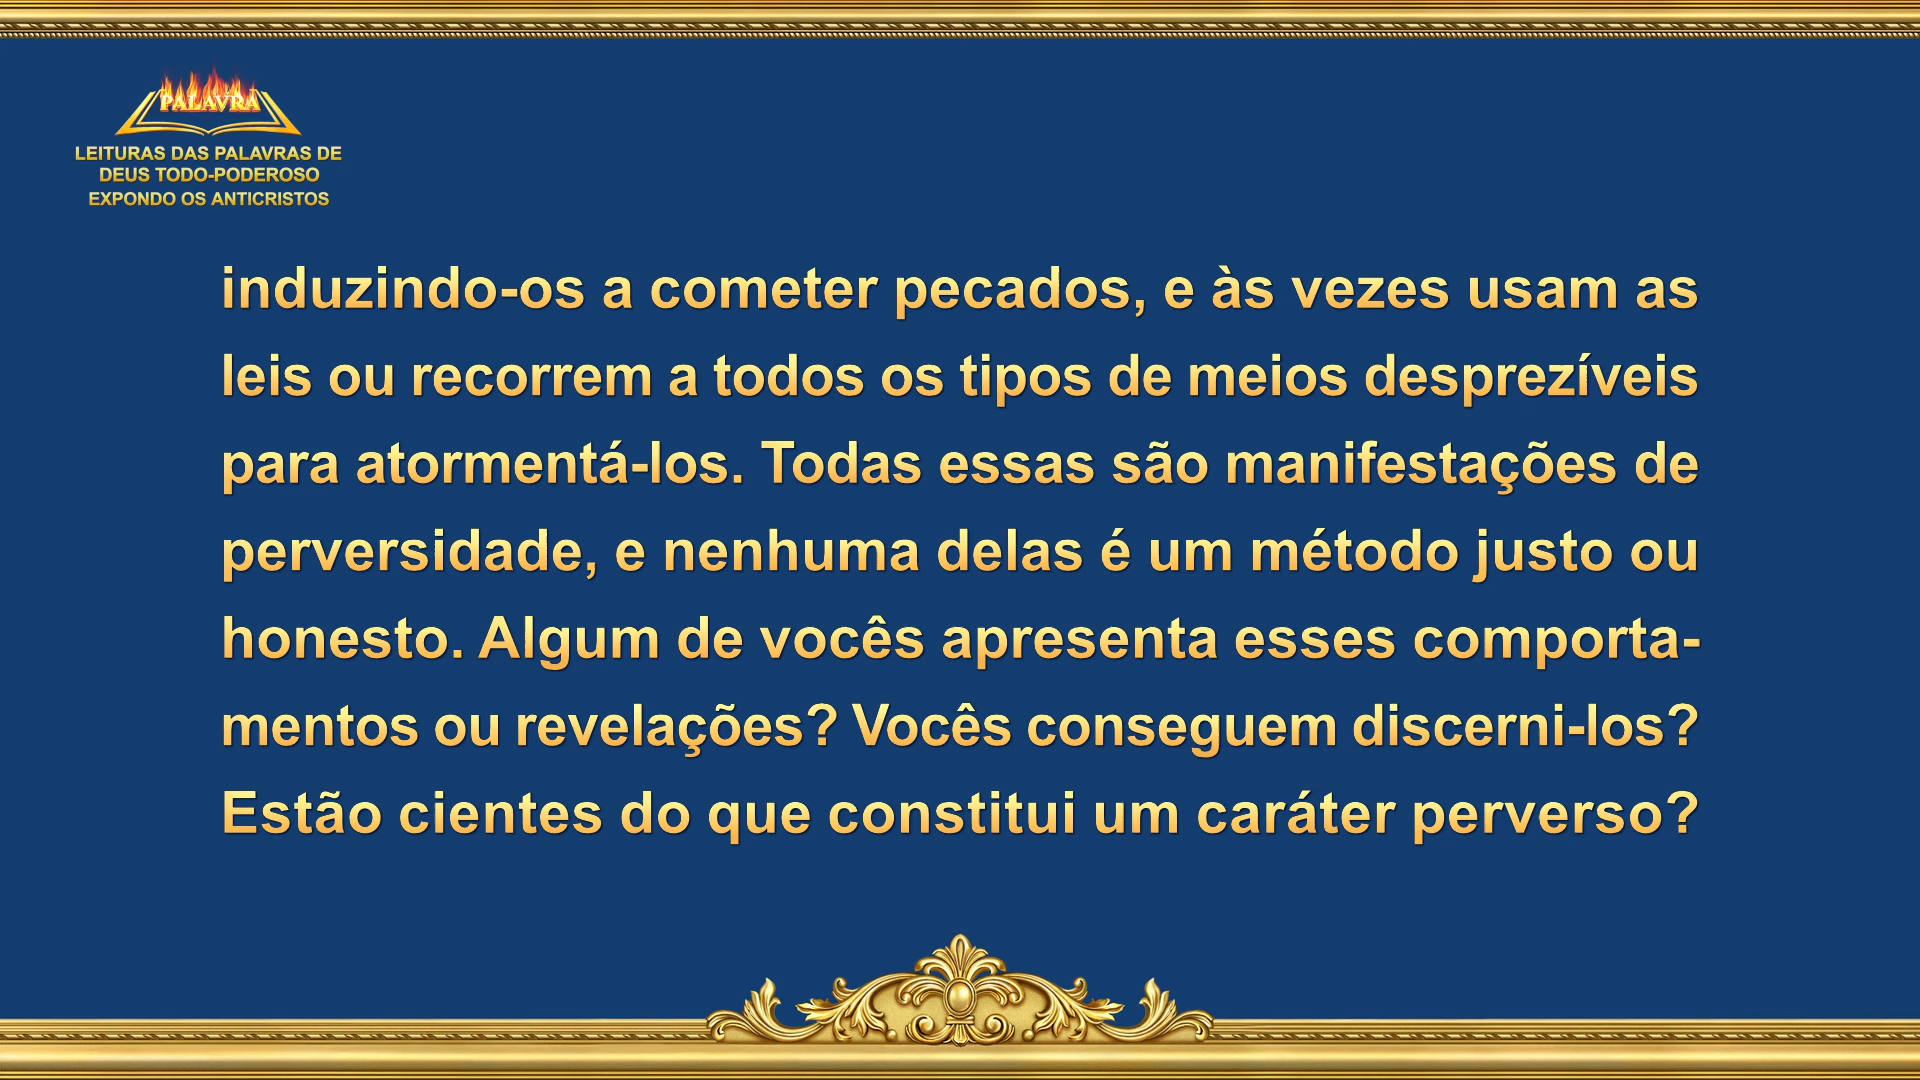 PALAVRA
LEITURAS DAS PALAVRAS DE
DEUS TODO-PODEROSO
EXPONDO OS ANTICRISTOS
induzindo-os a cometer pecados, e às vezes usam as
leis ou recorrem a todos os tipos de meios desprezíveis
para atormentá-los. Todas essas são manifestações de
perversidade, e nenhuma delas é um método justo ou
honesto. Algum de vocês apresenta esses comporta-
mentos ou revelações? Vocês conseguem discerni-los?
Estão cientes do que constitui um caráter perverso?